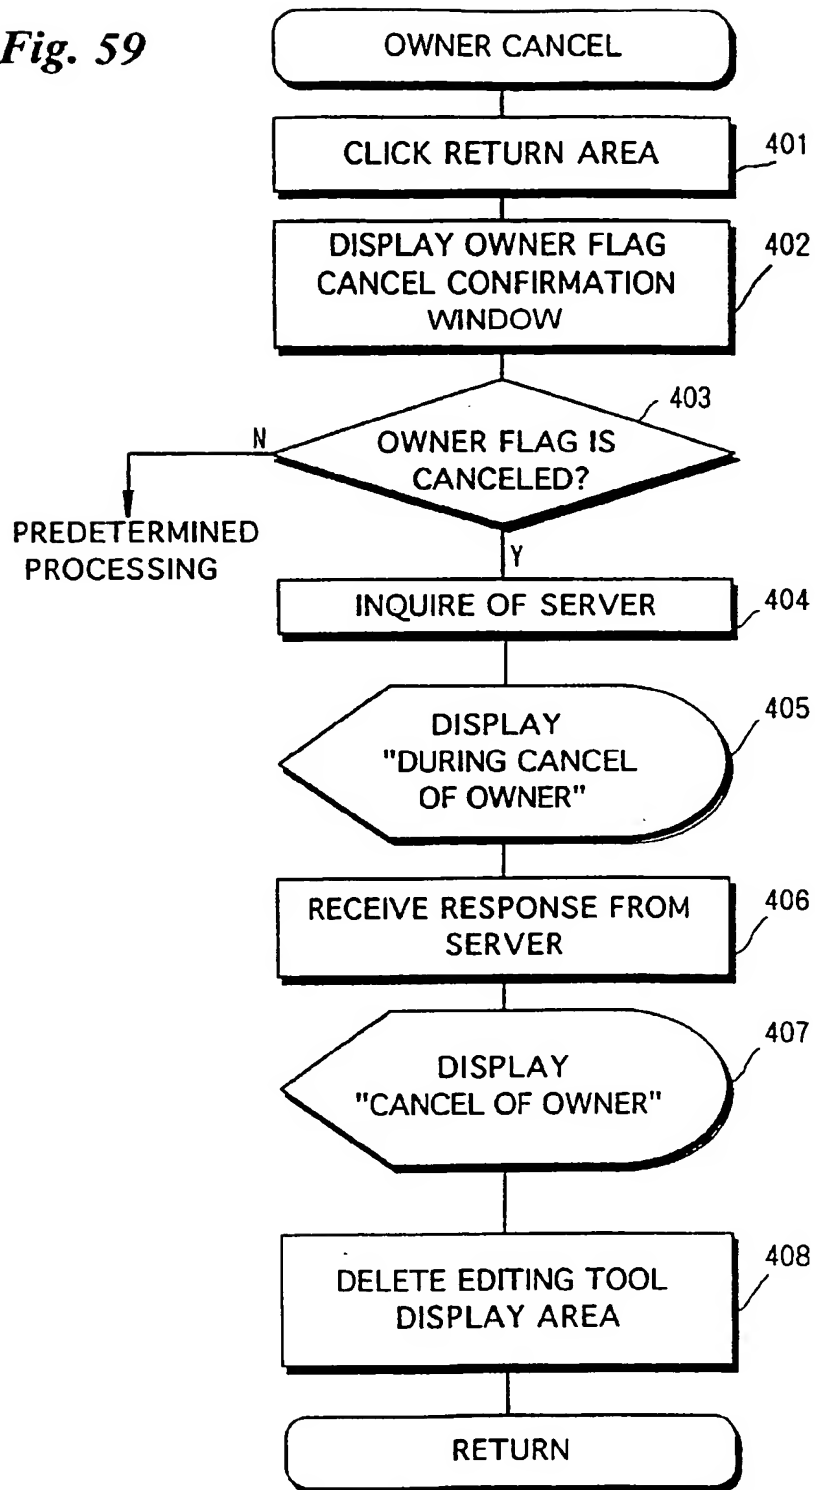 Fig. 59
OWNER CANCEL
CLICK RETURN AREA
401
DISPLAY OWNER FLAG
CANCEL CONFIRMATION
WINDOW
402
403
N
OWNER FLAG IS
CANCELED?
PREDETERMINED
PROCESSING
Y
INQUIRE OF SERVER
404
DISPLAY
"DURING CANCEL
OF OWNER"
405
RECEIVE RESPONSE FROM
SERVER
406
DISPLAY
"CANCEL OF OWNER"
407
DELETE EDITING TOOL
DISPLAY AREA
408
RETURN